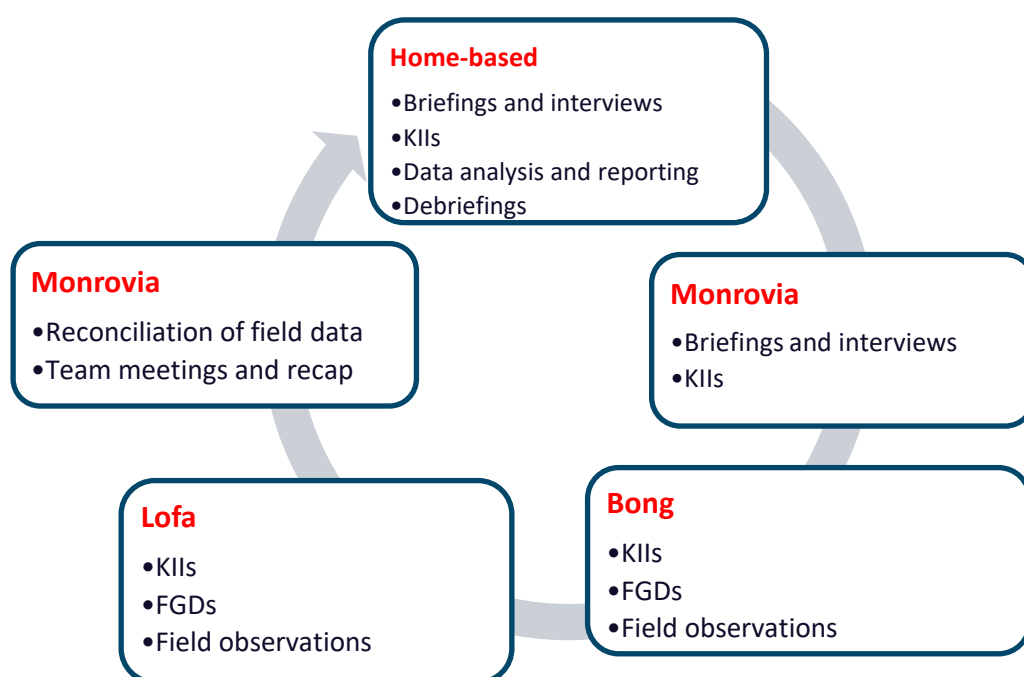 Home-based
•Briefings and interviews
•KIIs
•Data analysis and reporting
•Debriefings
Monrovia
•Briefings and interviews
•KIIs
Bong
•KIIs
•FGDs
•Field observations
Lofa
•KIIs
•FGDs
•Field observations
Monrovia
•Reconciliation of field data
•Team meetings and recap